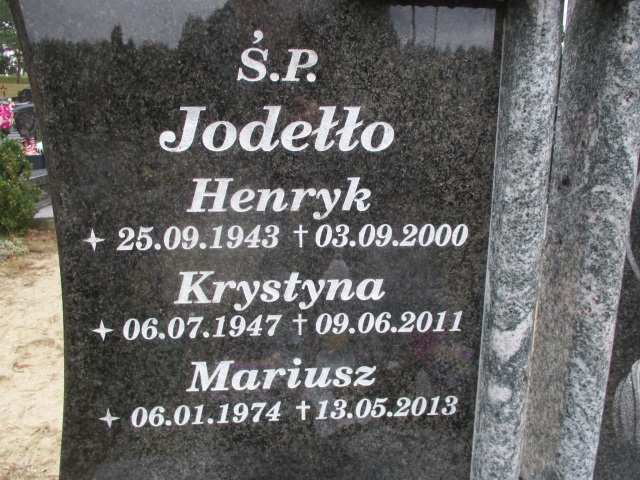 Ś.P.
Jodełło
Henryk
✦ 25.09.1943 † 03.09.2000
Krystyna
✦ 06.07.1947 † 09.06.2011
Mariusz
✦ 06.01.1974 † 13.05.2013